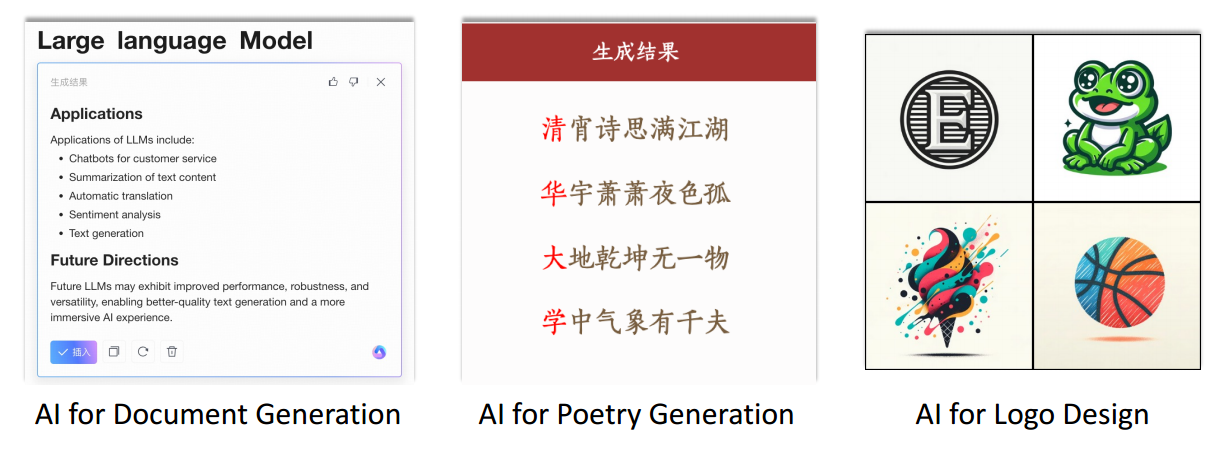 Large language Model
生成结果
Applications
Applications of LLMs include:
• Chatbots for customer service
• Summarization of text content
• Automatic translation
• Sentiment analysis
• Text generation
Future Directions
Future LLMs may exhibit improved performance, robustness, and
versatility, enabling better-quality text generation and a more
immersive AI experience.
插入
AI for Document Generation
生成结果
清宵诗思满江湖
华宇萧萧夜色孤
大地乾坤无一物
学中气象有千夫
AI for Poetry Generation
E
AI for Logo Design